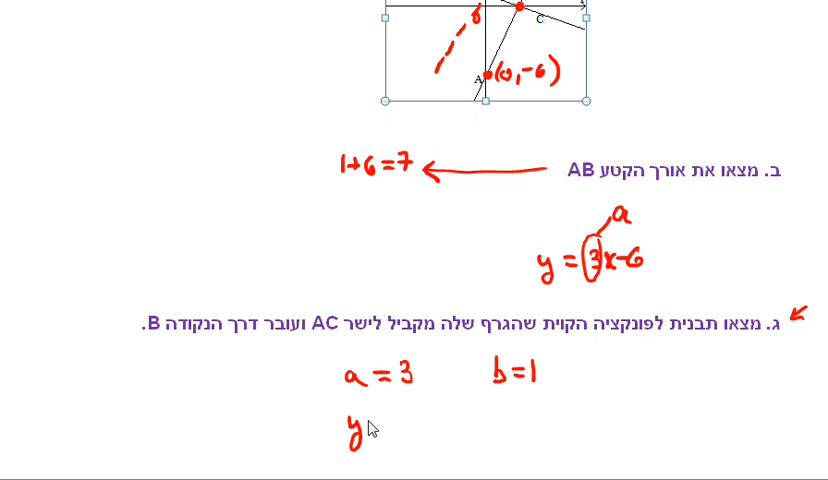 C
A (0,-6)
ב. מצאו את אורך הקטע AB
1+6=7
a
y = 3x-6
ג. מצאו תבנית לפונקציה הקווית שהגרף שלה מקביל לישר AC ועובר דרך הנקודה B.
a = 3 b=1
y